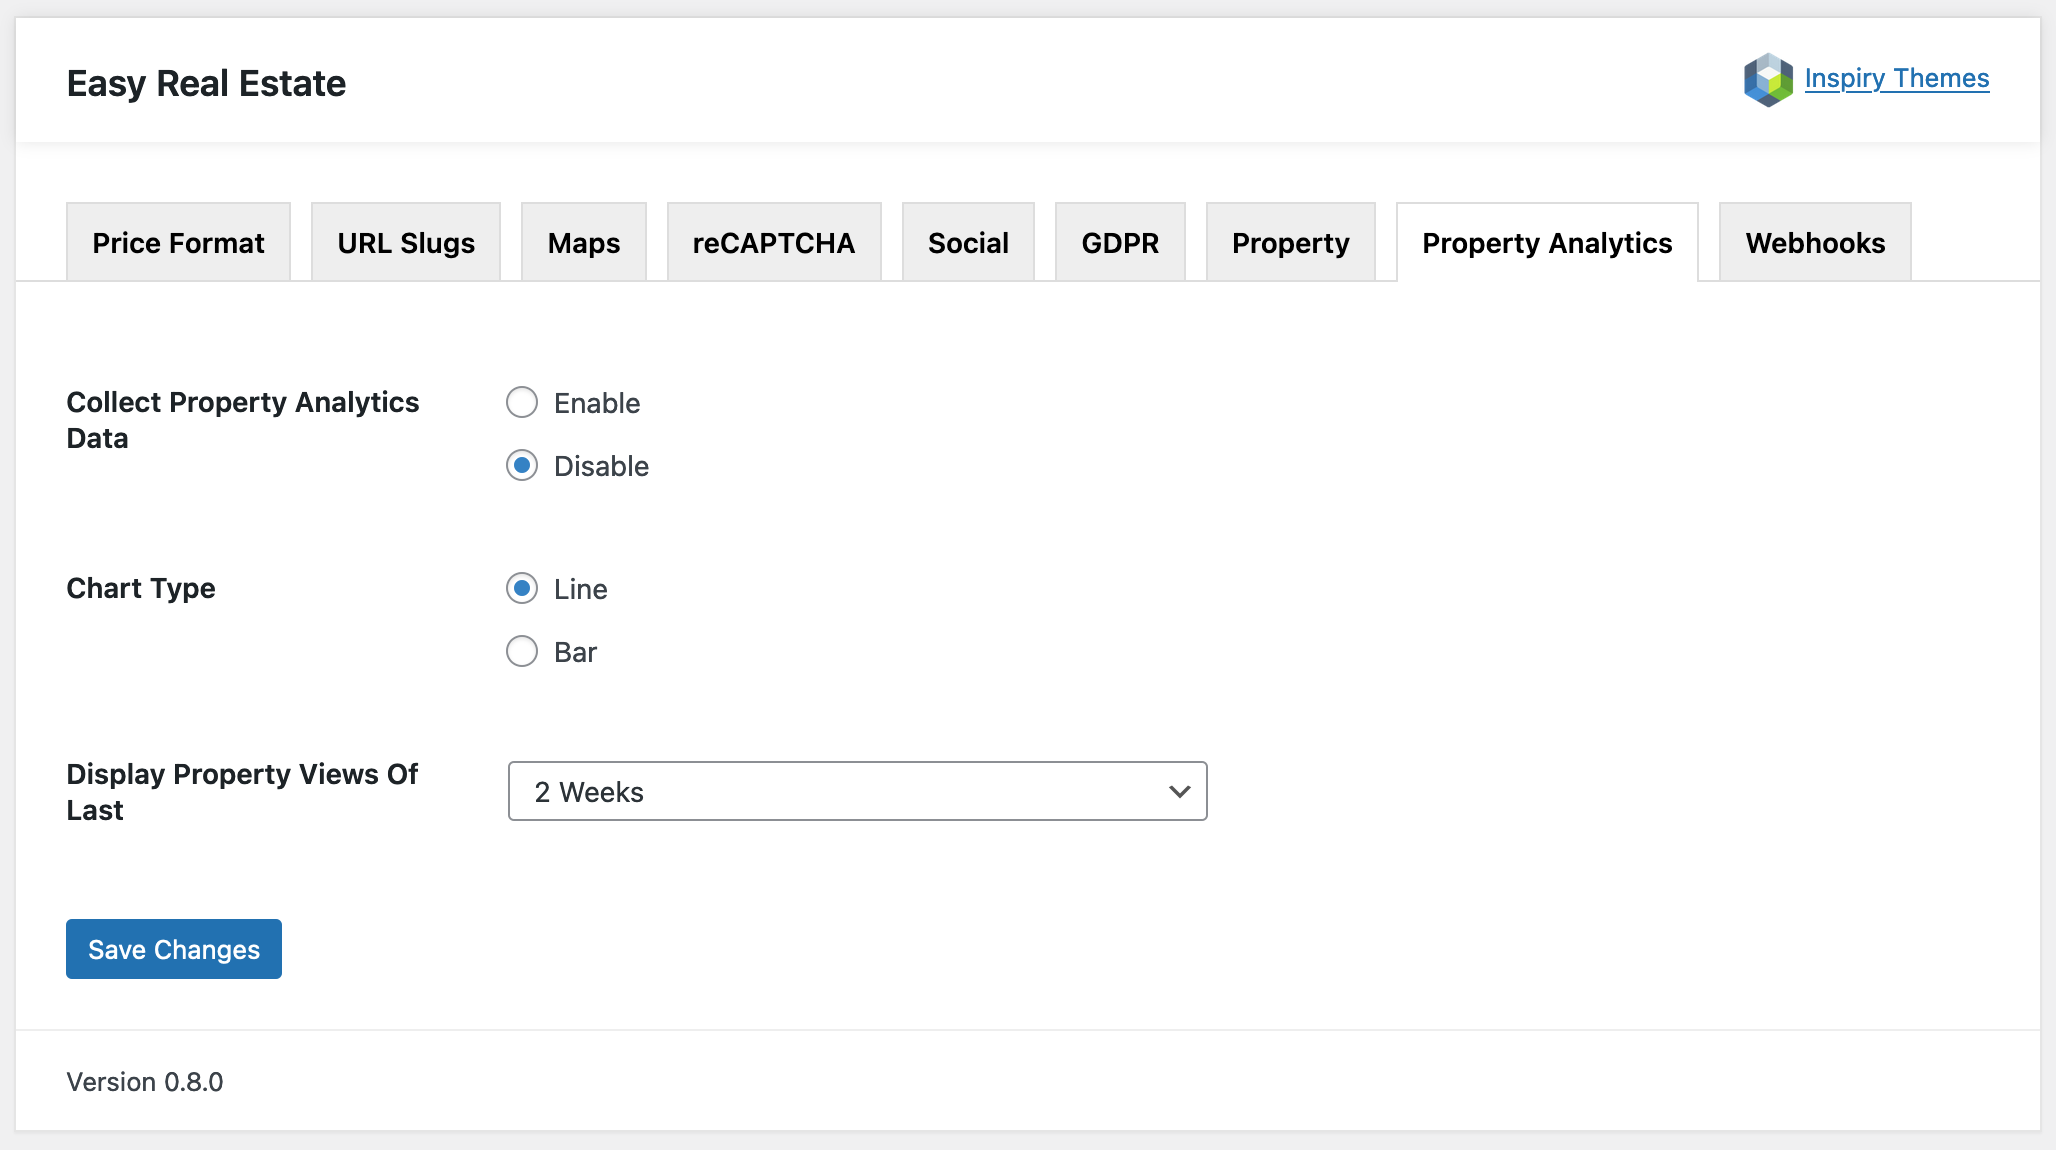 Easy Real Estate
Inspiry Themes
Price Format
URL Slugs
Maps
reCAPTCHA
Social
GDPR
Property
Property Analytics
Webhooks
Collect Property Analytics
Data
Enable
Disable
Chart Type
Line
Bar
Display Property Views Of
Last
2 Weeks
Save Changes
Version 0.8.0